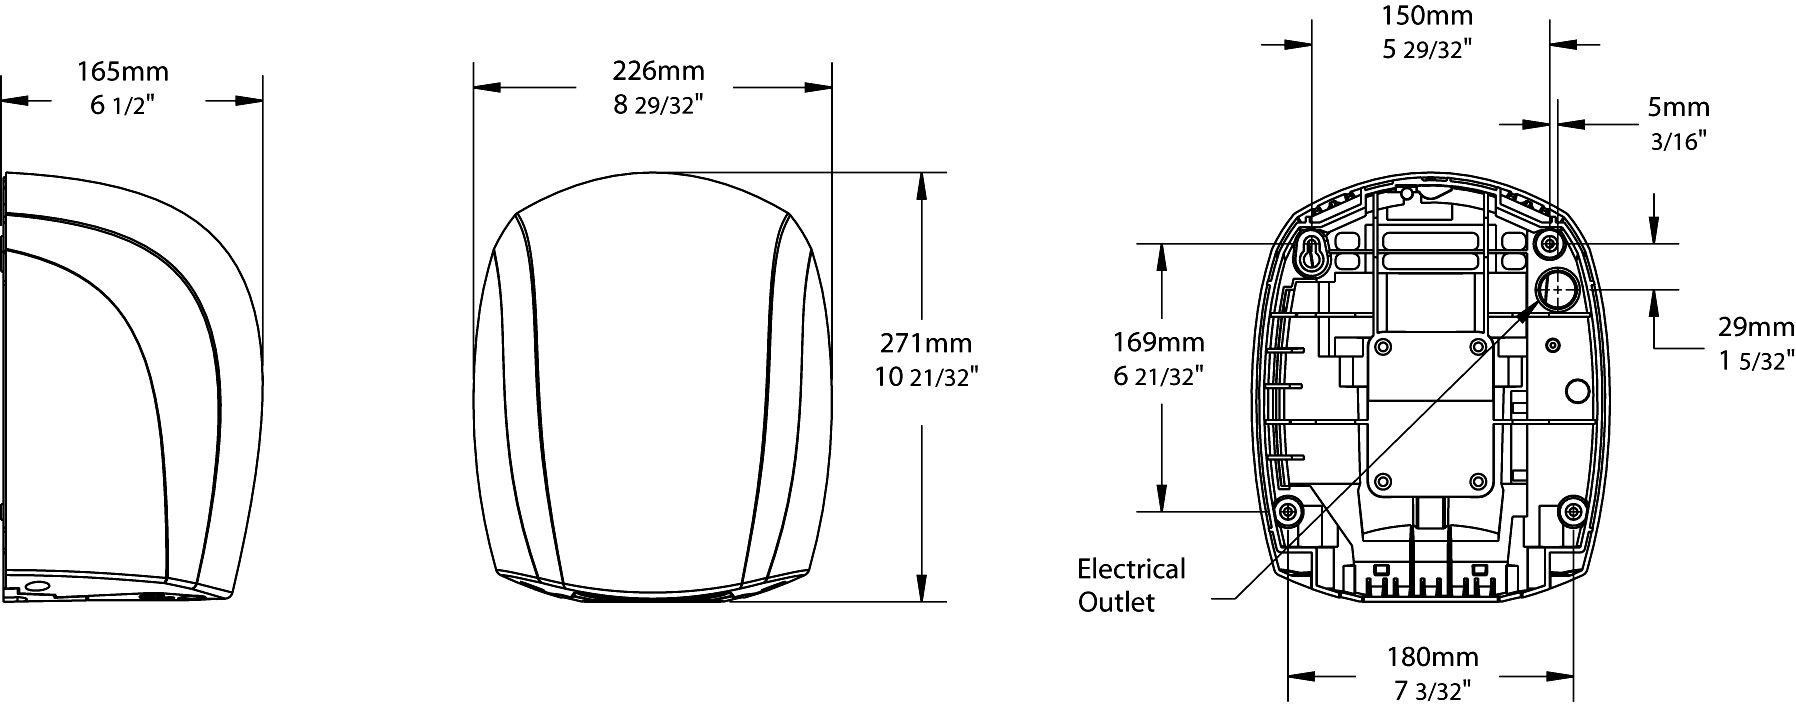 165mm
6 1/2"
226mm
8 29/32"
271mm
10 21/32"
150mm
5 29/32"
5mm
3/16"
169mm
6 21/32"
29mm
1 5/32"
Electrical
Outlet
180mm
7 3/32"